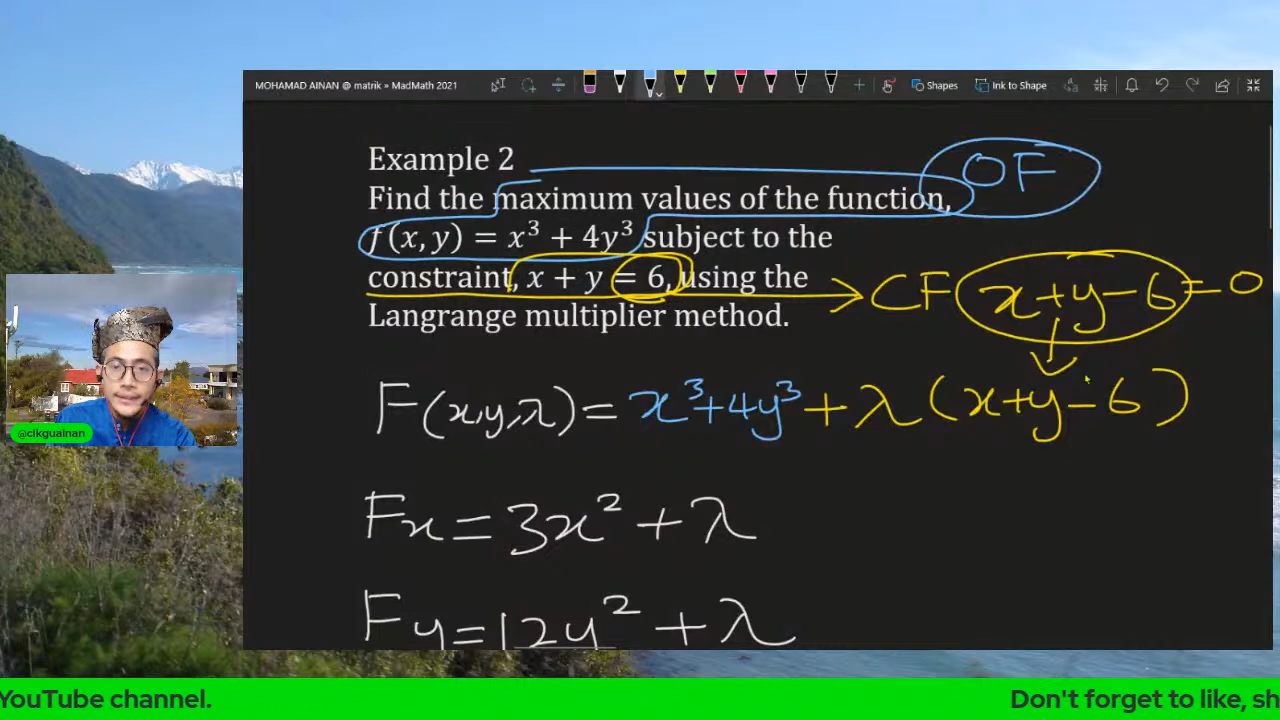 MOHAMAD AINAN @ matrik » MadMath 2021
Shapes
Ink to Shape
Example 2
OF
Find the maximum values of the function,
f(x, y) = x³ + 4y³ subject to the
constraint, x + y = 6, using the
CF x+y-6=0
Langrange multiplier method.
F(x,y,λ)= x³+4y³+λ(x+y-6)
Fx=3x²+λ
@cikguainan
Fy=12y²+λ
YouTube channel.
Don't forget to like, sh